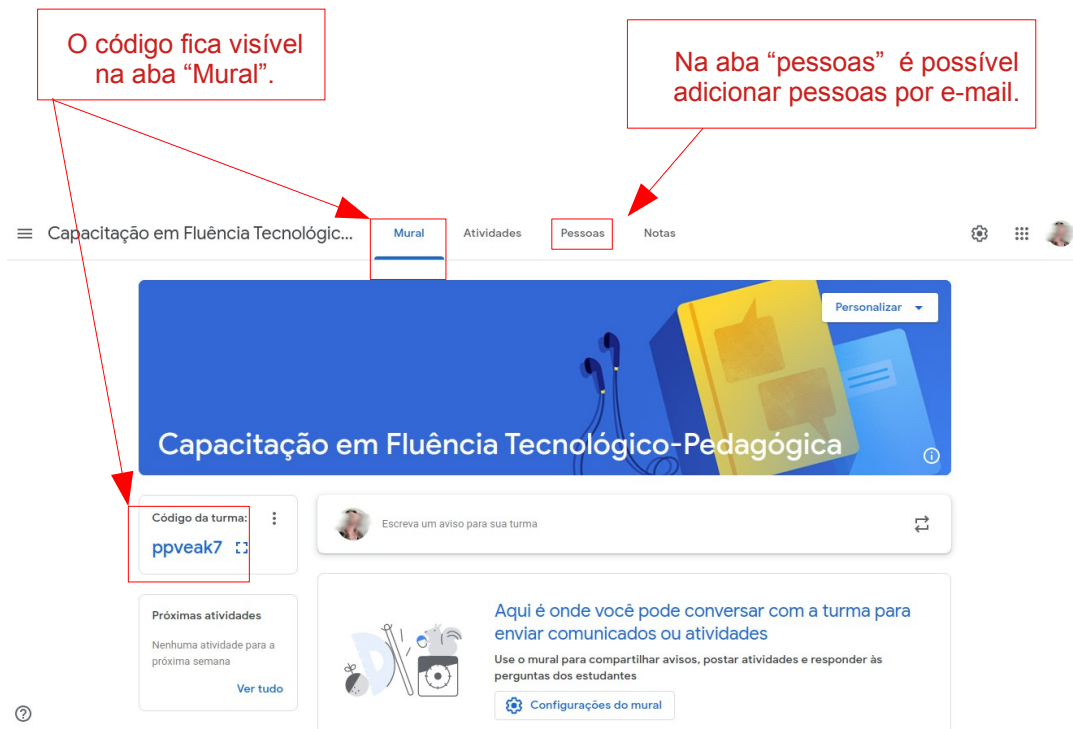 O código fica visível
na aba “Mural”.
Na aba “pessoas”  é possível
adicionar pessoas por e-mail.
Capacitação em Fluência Tecnológic...
Mural
Atividades
Pessoas
Notas
Personalizar
Capacitação em Fluência Tecnológico-Pedagógica
Código da turma:
ppveak7
Escreva um aviso para sua turma
Próximas atividades
Nenhuma atividade para a
próxima semana
Ver tudo
Aqui é onde você pode conversar com a turma para
enviar comunicados ou atividades
Use o mural para compartilhar avisos, postar atividades e responder às
perguntas dos estudantes
Configurações do mural